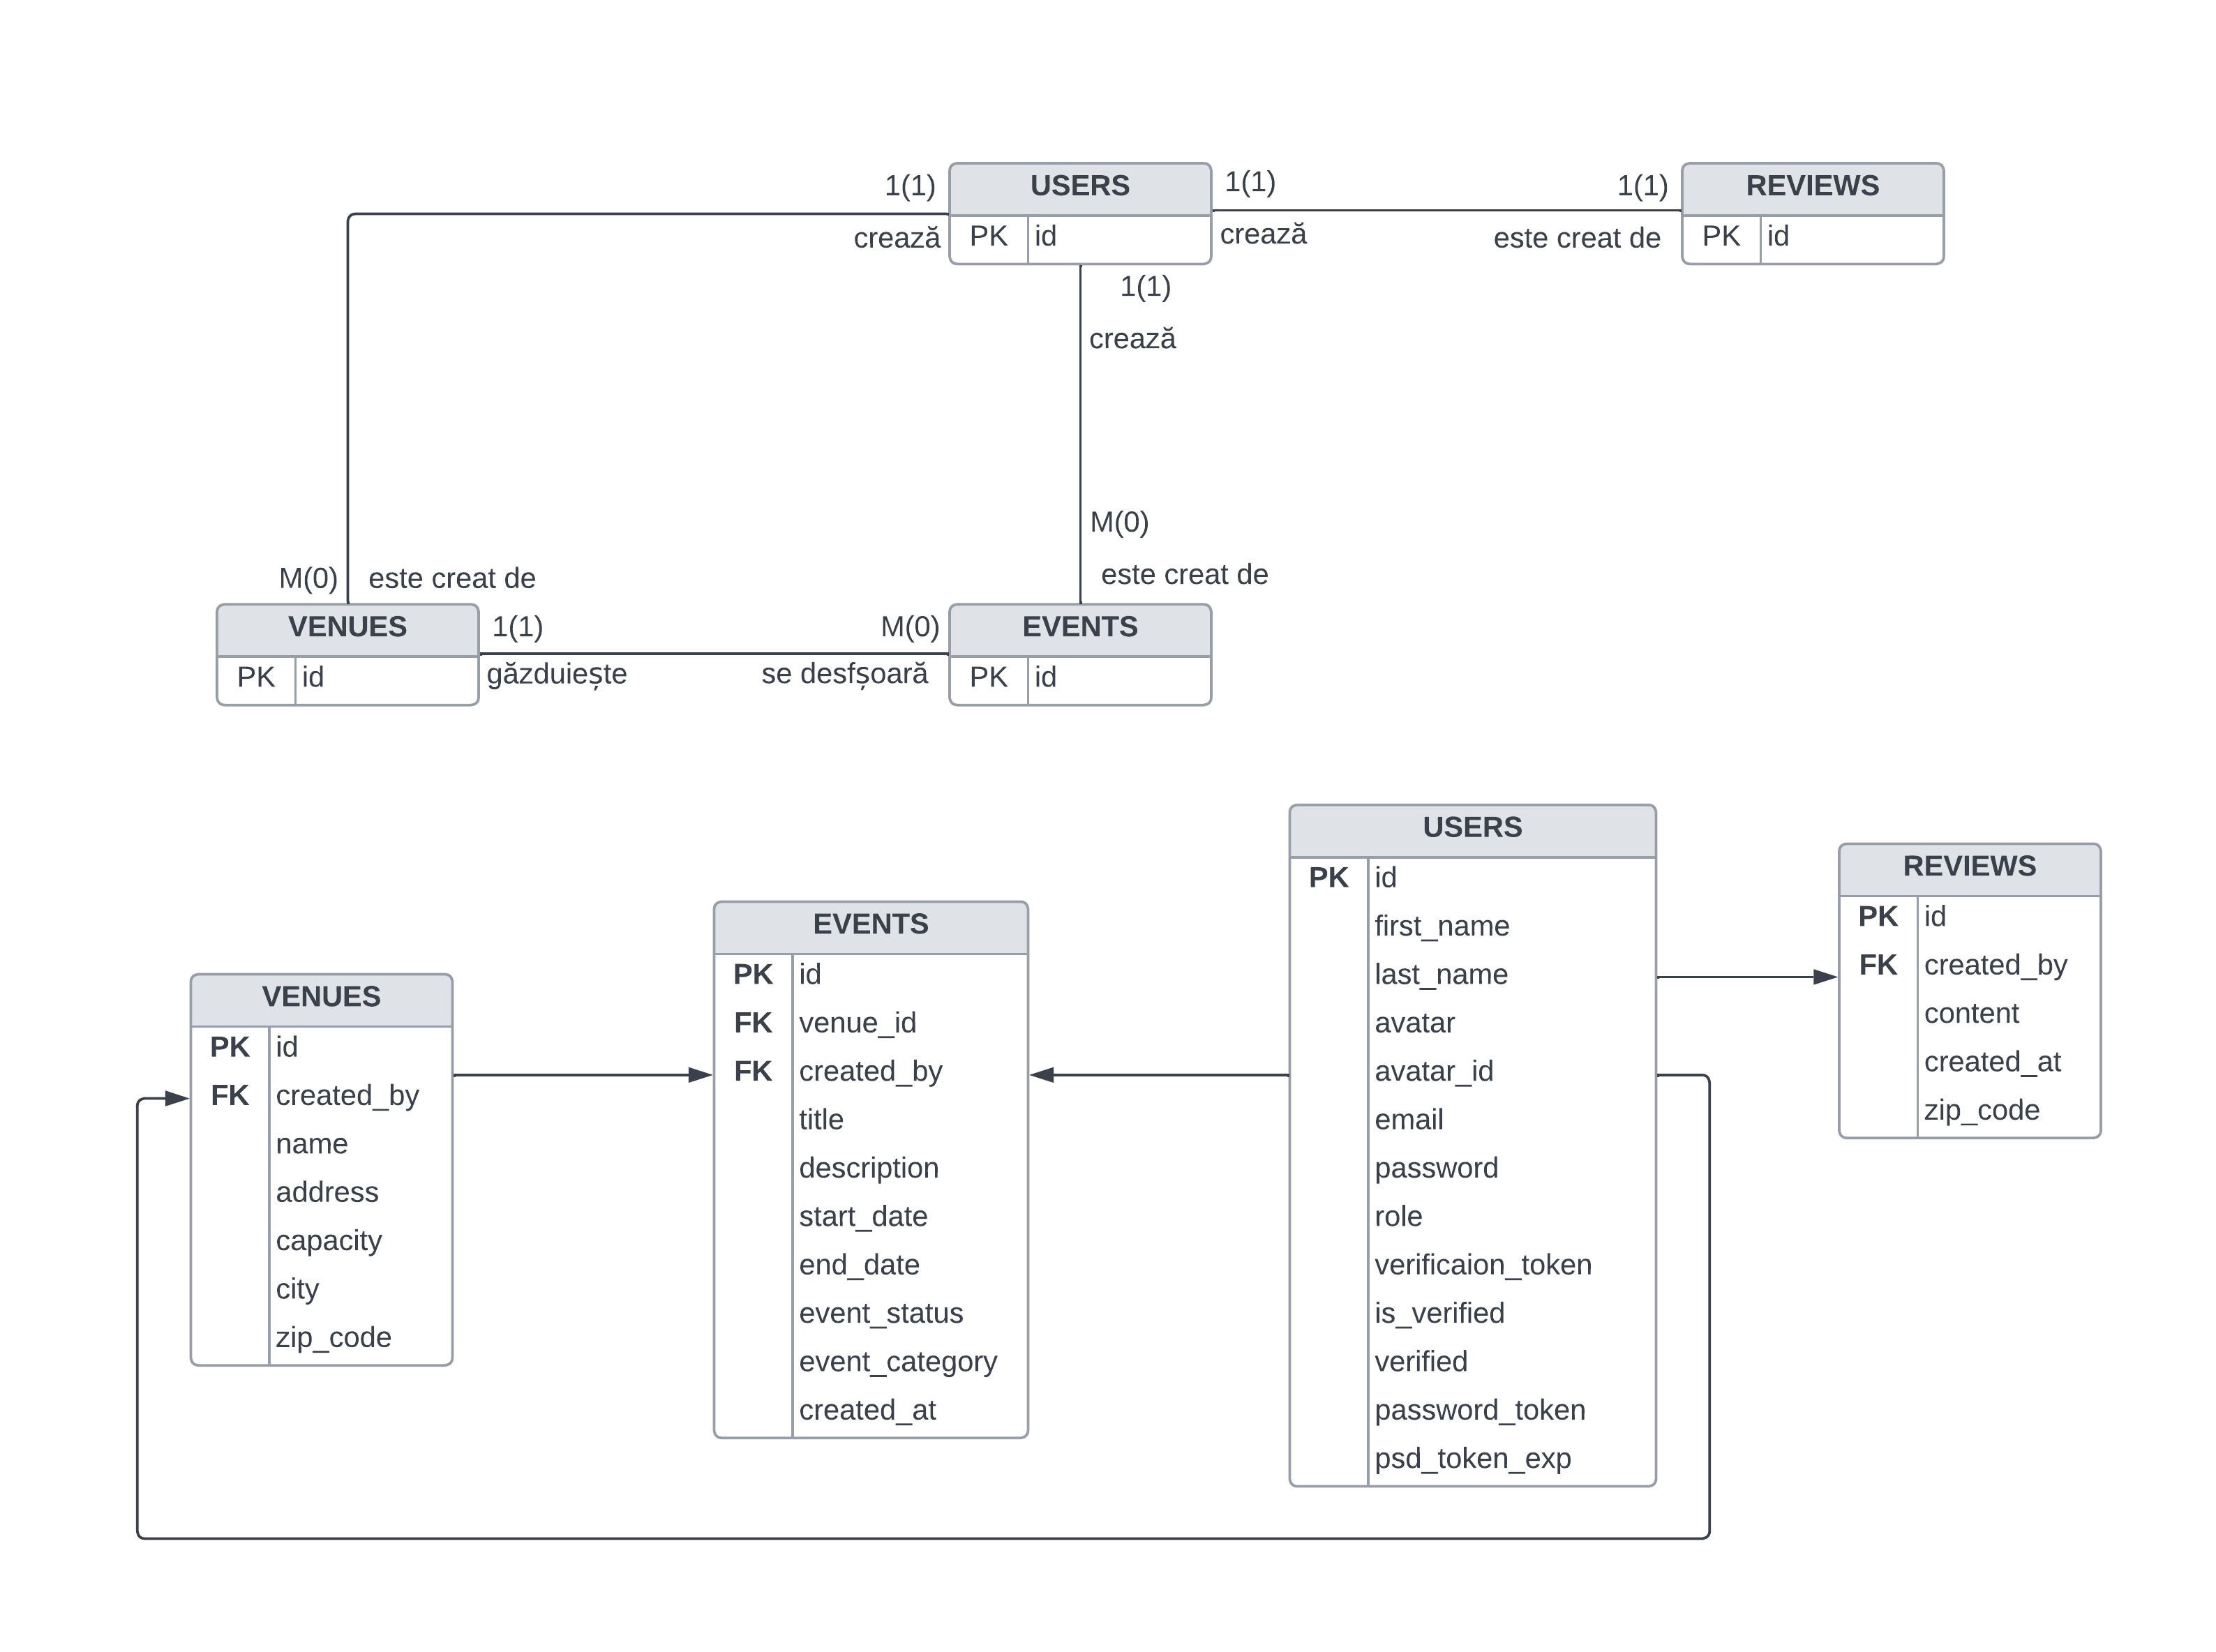 1(1)
USERS
1(1)
1(1)
REVIEWS
crează
PK id
crează
este creat de
PK id
1(1)
crează
M(0)
M(0) este creat de
este creat de
VENUES
1(1)
M(0)
EVENTS
PK id
găzduiește
se desfșoară
PK id
VENUES
PK id
FK created_by
name
address
capacity
city
zip_code
EVENTS
PK id
FK venue_id
FK created_by
title
description
start_date
end_date
event_status
event_category
created_at
USERS
PK id
first_name
last_name
avatar
avatar_id
email
password
role
verificaion_token
is_verified
verified
password_token
psd_token_exp
REVIEWS
PK id
FK created_by
content
created_at
zip_code